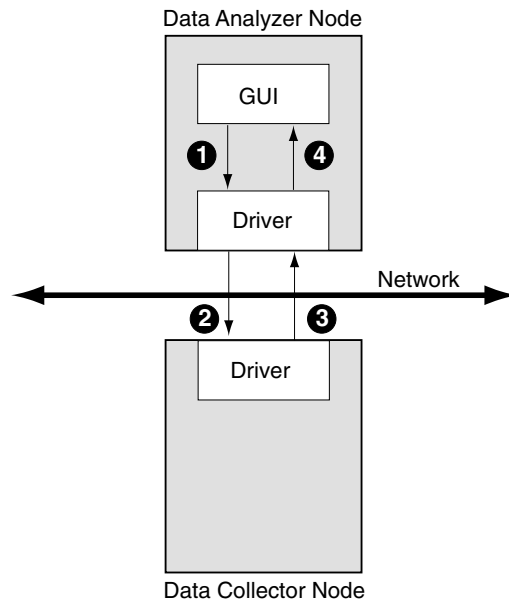 Data Analyzer Node
GUI
1
4
Driver
Network
2
3
Driver
Data Collector Node